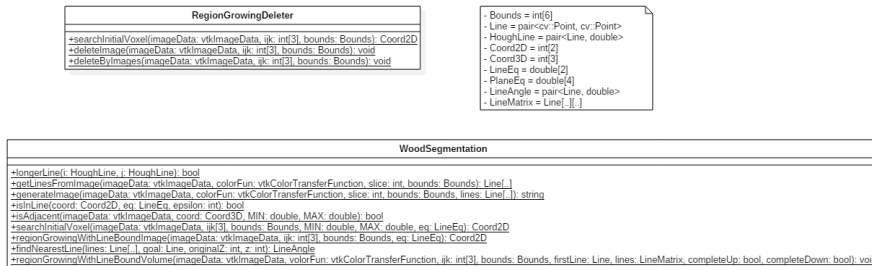 RegionGrowingDeleter
+searchInitialVoxel(imageData: vtkImageData, ijk: int[3], bounds: Bounds): Coord2D
+deleteImage(imageData: vtkImageData, ijk: int[3], bounds: Bounds): void
+deleteByImages(imageData: vtkImageData, ijk: int[3], bounds: Bounds): void
- Bounds = int[6]
- Line = pair<cv::Point, cv::Point>
- HoughLine = pair<Line, double>
- Coord2D = int[2]
- Coord3D = int[3]
- LineEq = double[2]
- PlaneEq = double[4]
- LineAngle = pair<Line, double>
- LineMatrix = Line[..][..]
WoodSegmentation
+longerLine(i: HoughLine, j: HoughLine): bool
+getLinesFromImage(imageData: vtkImageData, colorFun: vtkColorTransferFunction, slice: int, bounds: Bounds): Line[..]
+generateImage(imageData: vtkImageData, colorFun: vtkColorTransferFunction, slice: int, bounds: Bounds, lines: Line[..]): string
+isInLine(coord: Coord2D, eq: LineEq, epsilon: int): bool
+isAdjacent(imageData: vtkImageData, coord: Coord3D, MIN: double, MAX: double): bool
+searchInitialVoxel(imageData: vtkImageData, ijk[3], bounds: Bounds, MIN: double, MAX: double, eq: LineEq): Coord2D
+regionGrowingWithLineBoundImage(imageData: vtkImageData, ijk: int[3], bounds: Bounds, eq: LineEq): Coord2D
+findNearestLine(lines: Line[..], goal: Line, originalZ: int, z: int): LineAngle
+regionGrowingWithLineBoundVolume(imageData: vtkImageData, volorFun: vtkColorTransferFunction, ijk: int[3], bounds: Bounds, firstLine: Line, lines: LineMatrix, completeUp: bool, completeDown: bool): voi